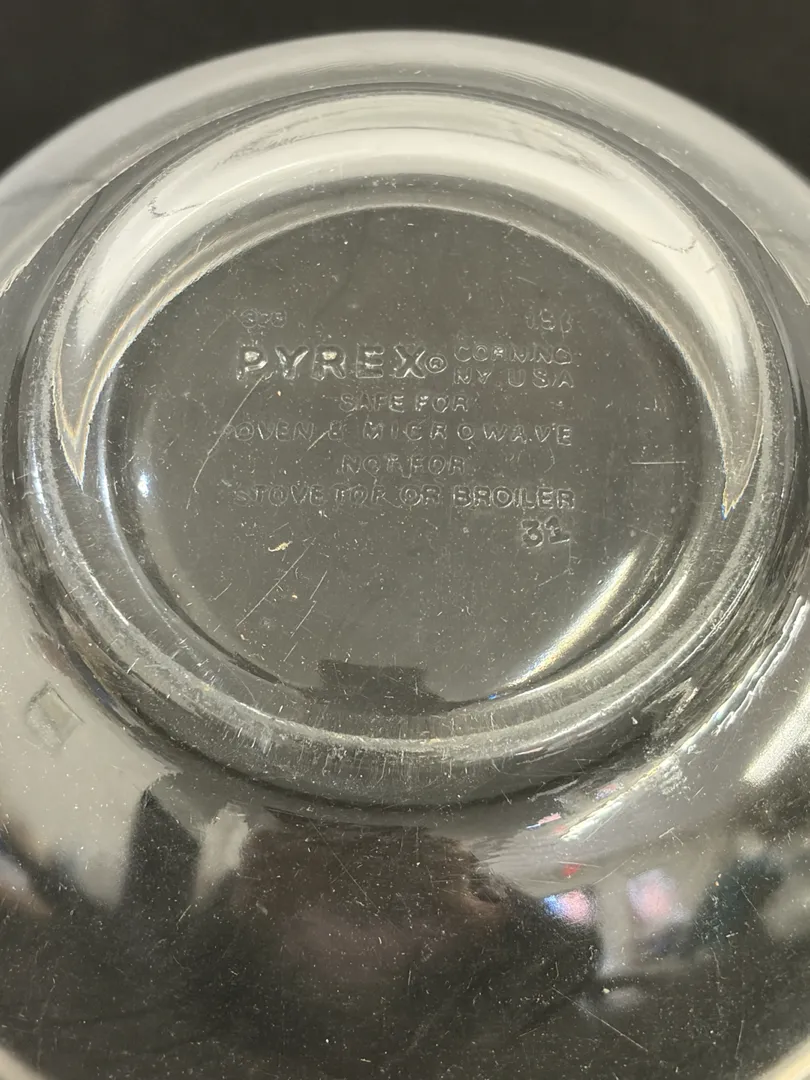 PYREX® CORNING
NY USA
SAFE FOR
OVEN & MICROWAVE
NOT FOR
STOVE TOP OR BROILER
32